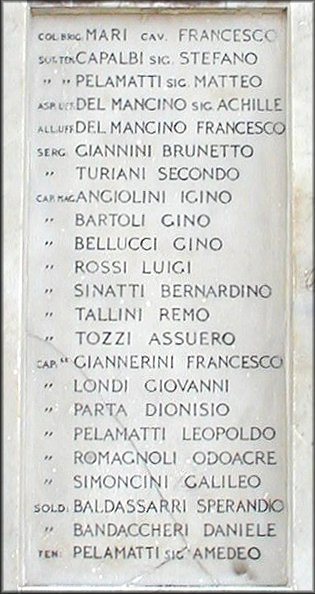 COL. BRIG. MARI CAV. FRANCESCO
SOT. TEN. CAPALBI SIG. STEFANO
" " PELAMATTI SIG. MATTEO
ASP. UFF. DEL MANCINO SIG. ACHILLE
ALL. UFF. DEL MANCINO FRANCESCO
SERG. GIANNINI BRUNETTO
" TURIANI SECONDO
CAP. MAG. ANGIOLINI IGINO
" BARTOLI GINO
" BELLUCCI GINO
" ROSSI LUIGI
" SINATTI BERNARDINO
" TALLINI REMO
" TOZZI ASSUERO
CAP. LE GIANNERINI FRANCESCO
" LONDI GIOVANNI
" PARTA DIONISIO
" PELAMATTI LEOPOLDO
" ROMAGNOLI ODOACRE
" SIMONCINI GALILEO
SOLD. BALDASSARRI SPERANDIO
" BANDACCHERI DANIELE
TEN. PELAMATTI SIG. AMEDEO